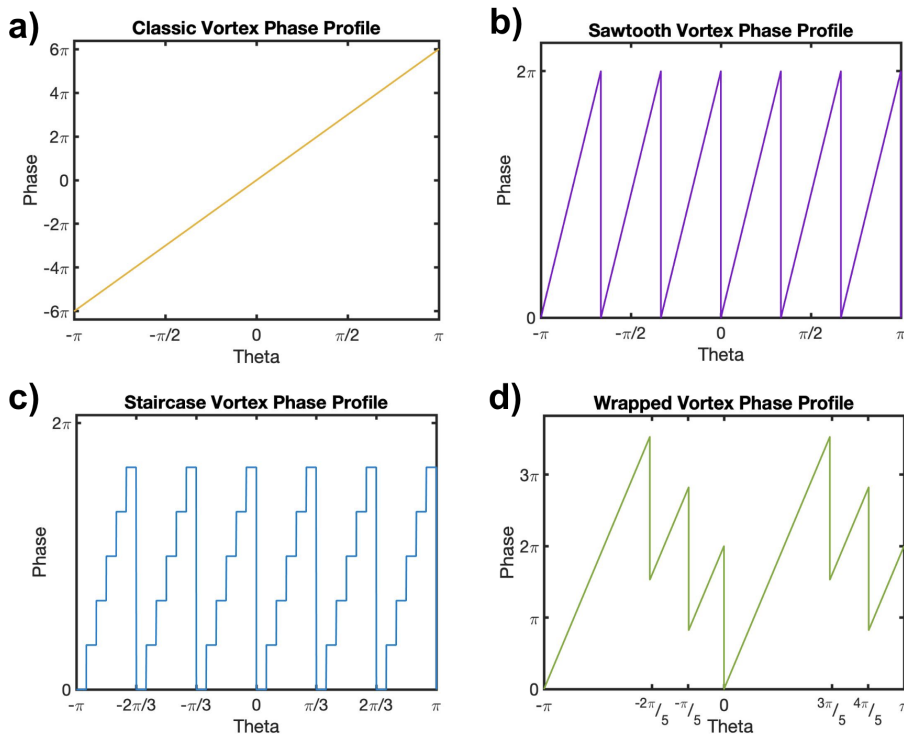 a)
Classic Vortex Phase Profile
6π
4π
2π
0
-2π
-4π
-6π
Phase
-π
-π/2
0
π/2
π
Theta
b)
Sawtooth Vortex Phase Profile
2π
0
Phase
-π
-π/2
0
π/2
π
Theta
c)
Staircase Vortex Phase Profile
2π
0
Phase
-π
-2π/3
-π/3
0
π/3
2π/3
π
Theta
d)
Wrapped Vortex Phase Profile
3π
2π
π
0
Phase
-π
-2π/5
-π/5
0
3π/5
4π/5
π
Theta